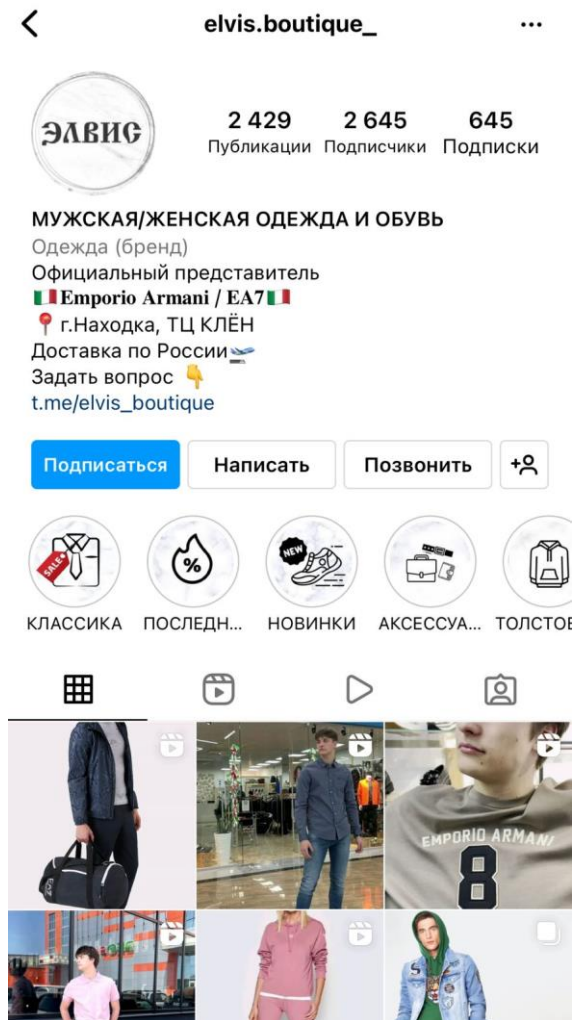 elvis.boutique_
ЭЛВИС
2 429 2 645 645
Публикации Подписчики Подписки
МУЖСКАЯ/ЖЕНСКАЯ ОДЕЖДА И ОБУВЬ
Одежда (бренд)
Официальный представитель
Emporio Armani / EA7
г.Находка, ТЦ КЛЁН
Доставка по России
Задать вопрос
t.me/elvis_boutique
Подписаться Написать Позвонить
SALE % NEW
КЛАССИКА ПОСЛЕДН... НОВИНКИ АКСЕССУА... ТОЛСТОВ
EMPORIO ARMANI
8
EA7